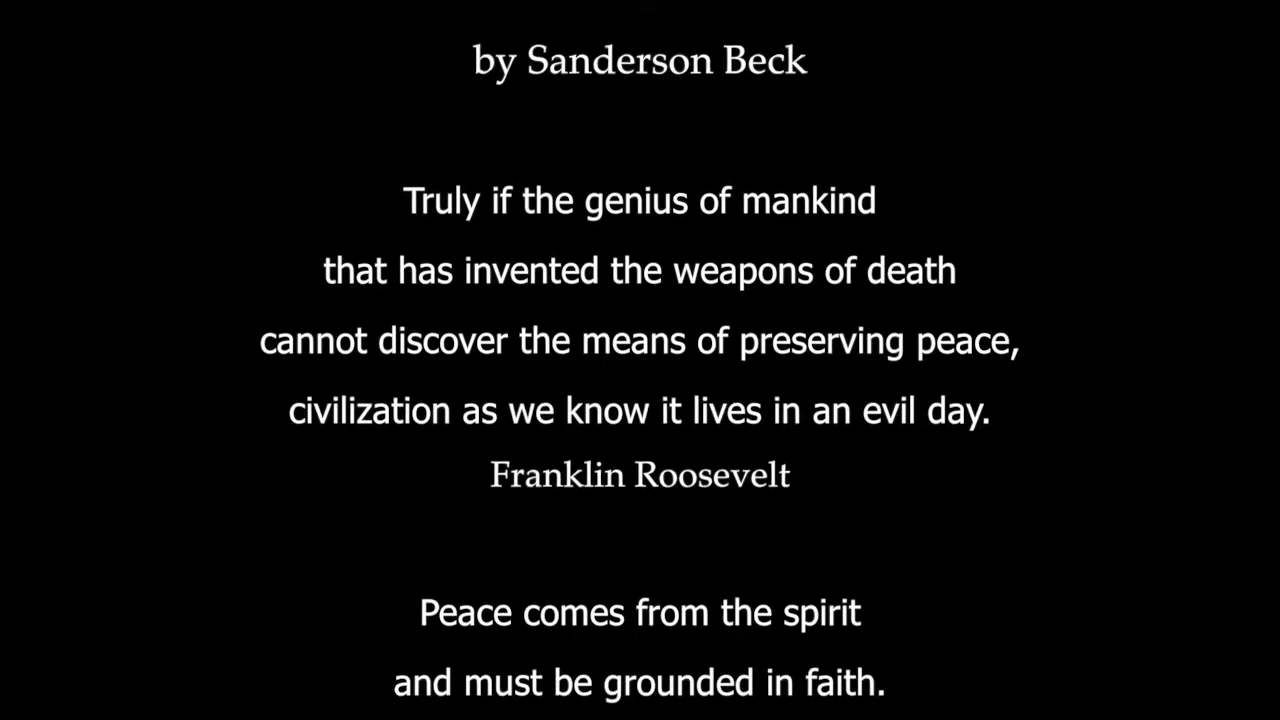 by Sanderson Beck
Truly if the genius of mankind
that has invented the weapons of death
cannot discover the means of preserving peace,
civilization as we know it lives in an evil day.
Franklin Roosevelt
Peace comes from the spirit
and must be grounded in faith.